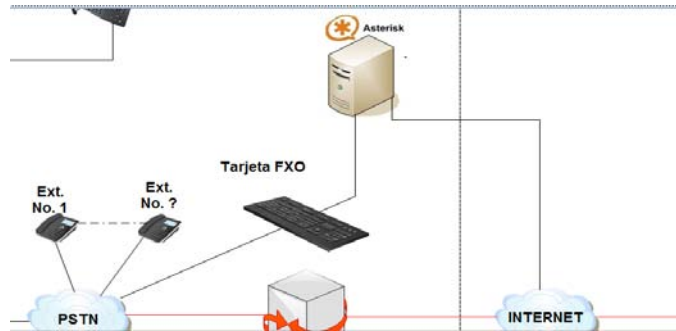 Asterisk
Tarjeta FXO
Ext.
No. 1
Ext.
No. ?
PSTN
INTERNET